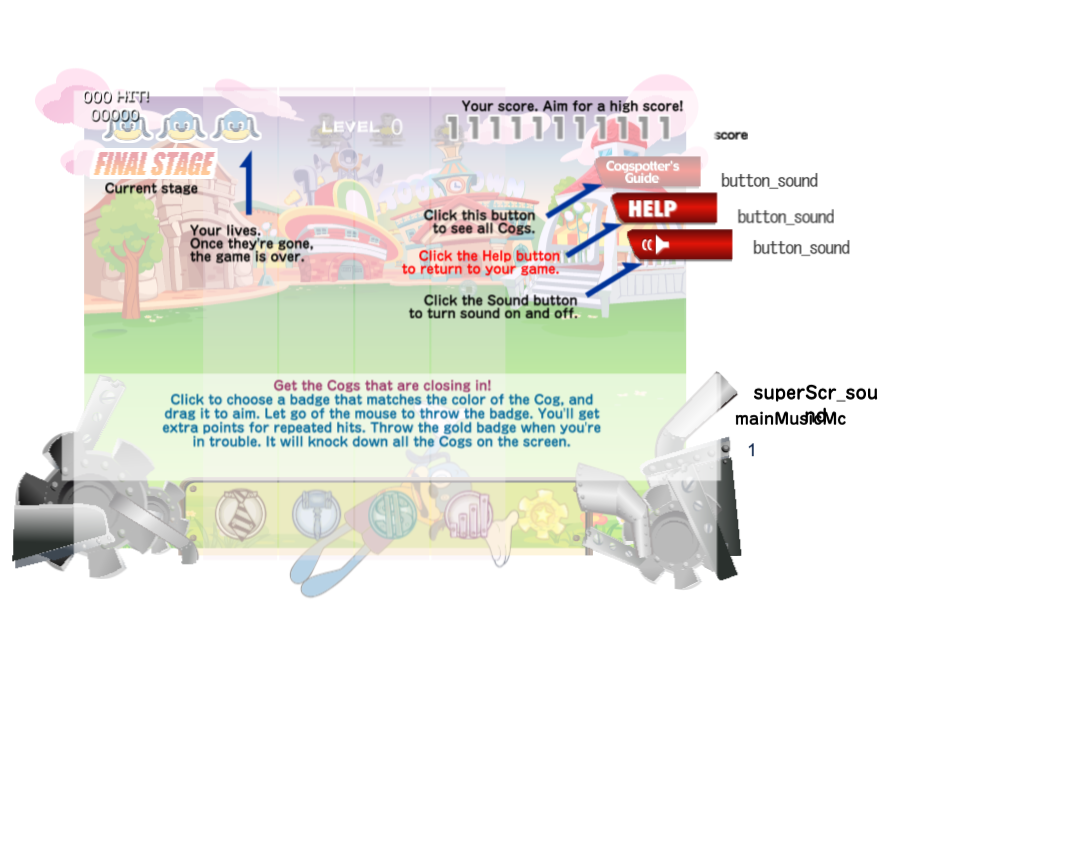 000 HIT!
00000
FINAL STAGE
Current stage
Your lives.
Once they're gone,
the game is over.
LEVEL 0
Your score. Aim for a high score!
11111111111
score
Cogspotter's
Guide
button_sound
HELP
button_sound
button_sound
Click this button
to see all Cogs.
Click the Help button
to return to your game.
Click the Sound button
to turn sound on and off.
Get the Cogs that are closing in!
Click to choose a badge that matches the color of the Cog, and
drag it to aim. Let go of the mouse to throw the badge. You'll get
extra points for repeated hits. Throw the gold badge when you're
in trouble. It will knock down all the Cogs on the screen.
superScr_sou
nd
mainMusicMc
1